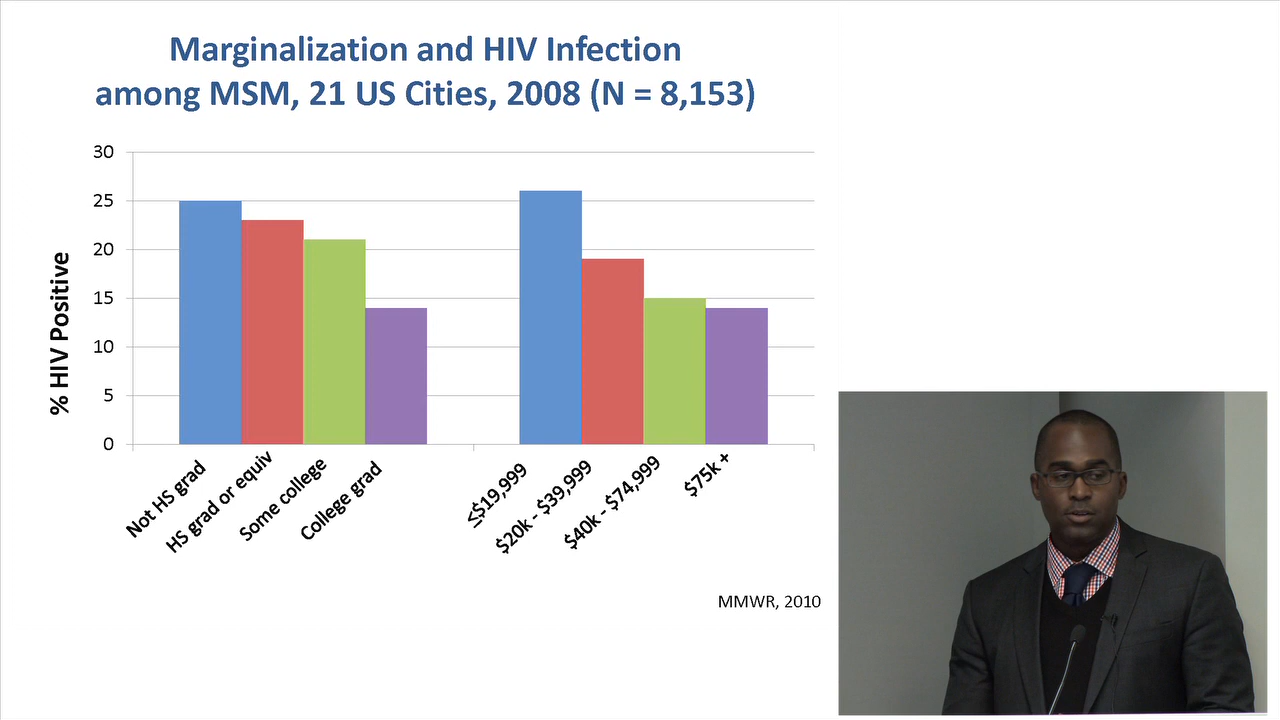 Marginalization and HIV Infection
among MSM, 21 US Cities, 2008 (N = 8,153)
% HIV Positive
30
25
20
15
10
5
0
Not HS grad
HS grad or equiv
Some college
College grad
≤$19,999
$20k - $39,999
$40k - $74,999
$75k +
MMWR, 2010